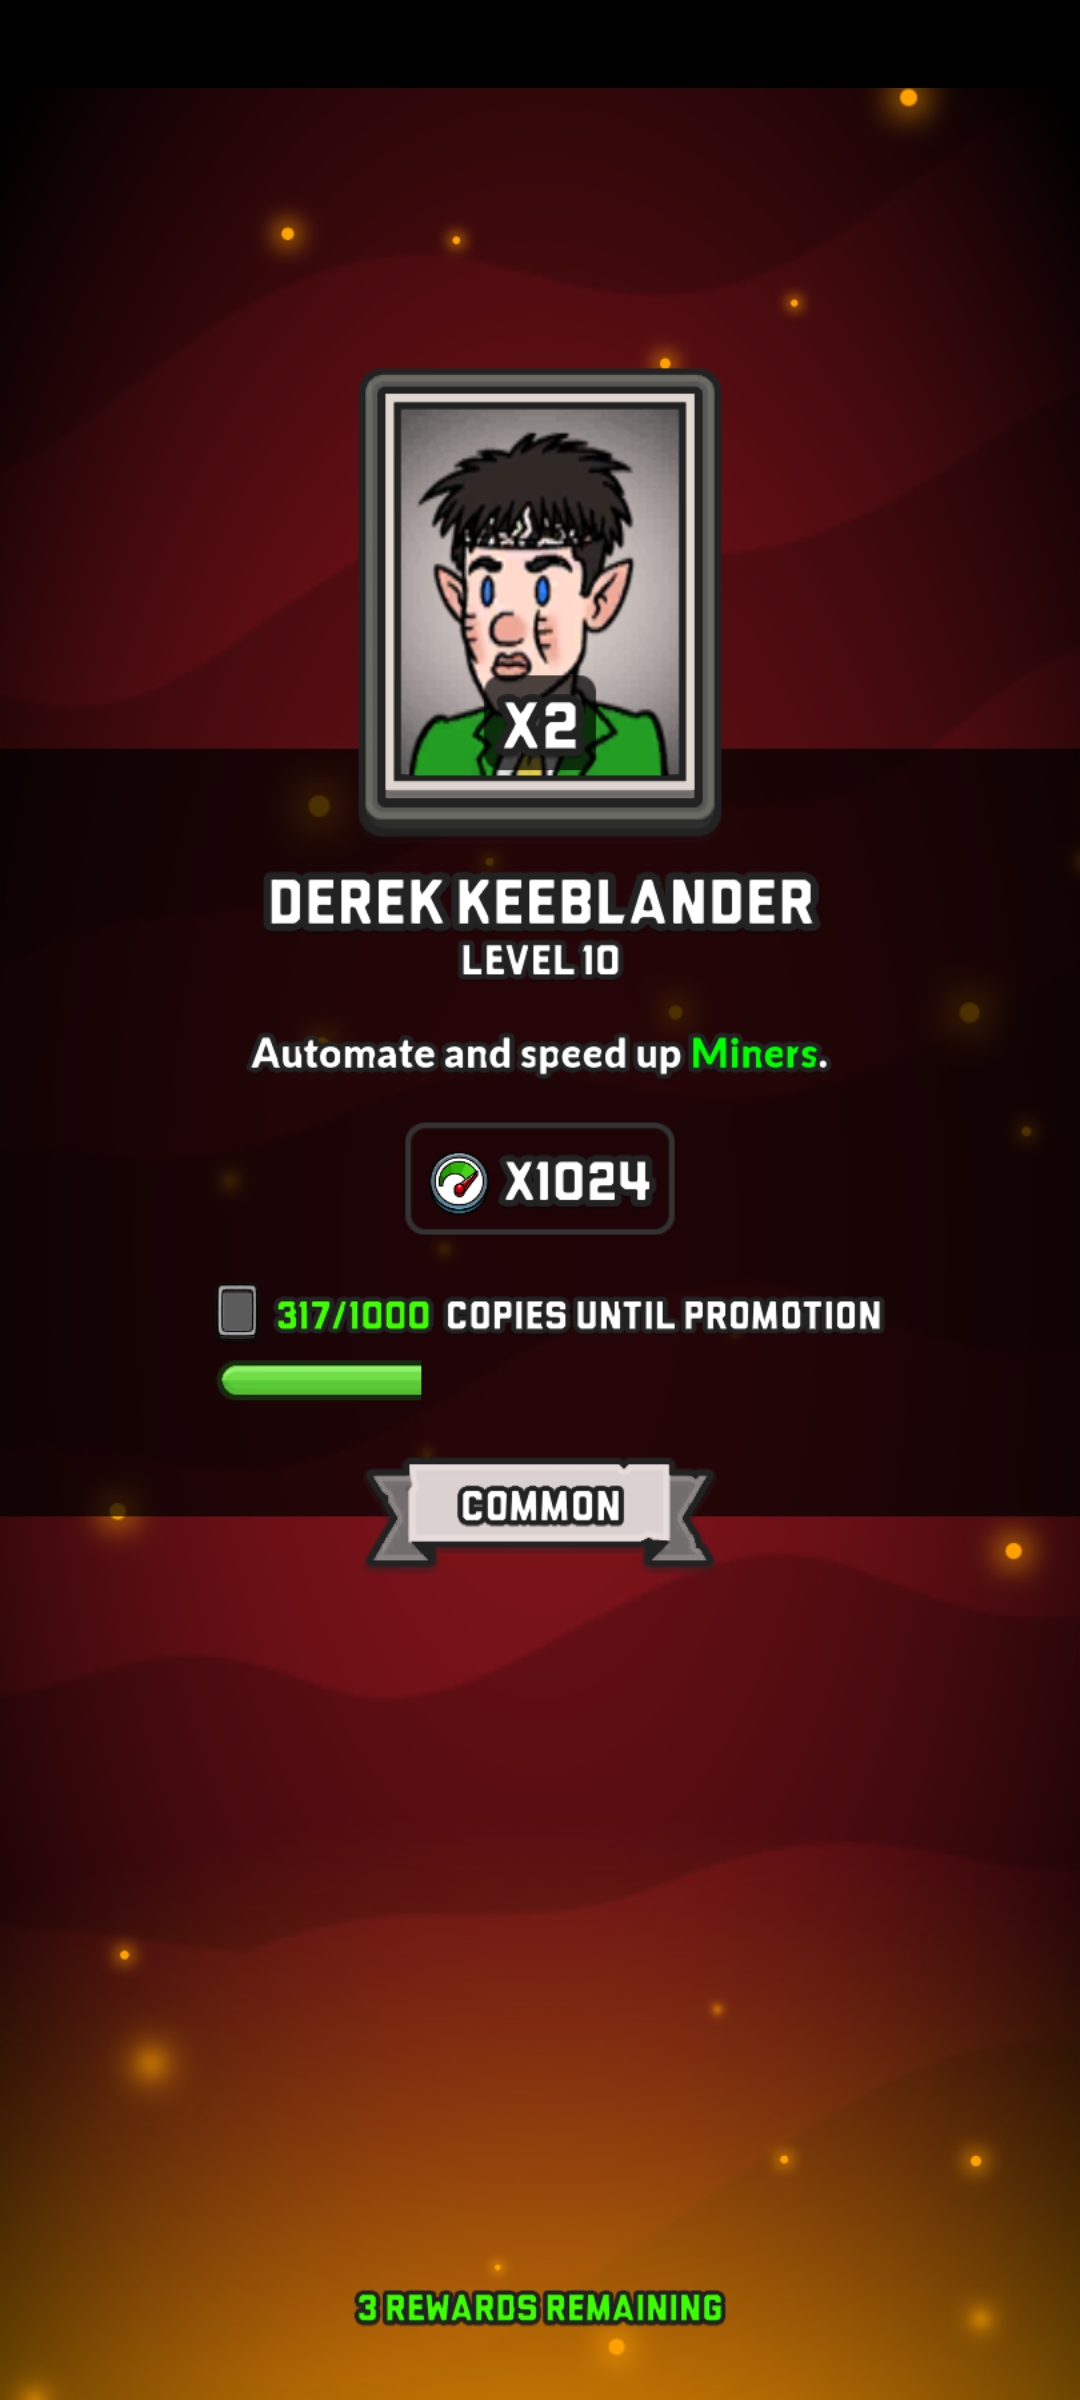 X2
DEREK KEEBLANDER
LEVEL 10
Automate and speed up Miners.
X1024
317/1000 COPIES UNTIL PROMOTION
COMMON
3 REWARDS REMAINING